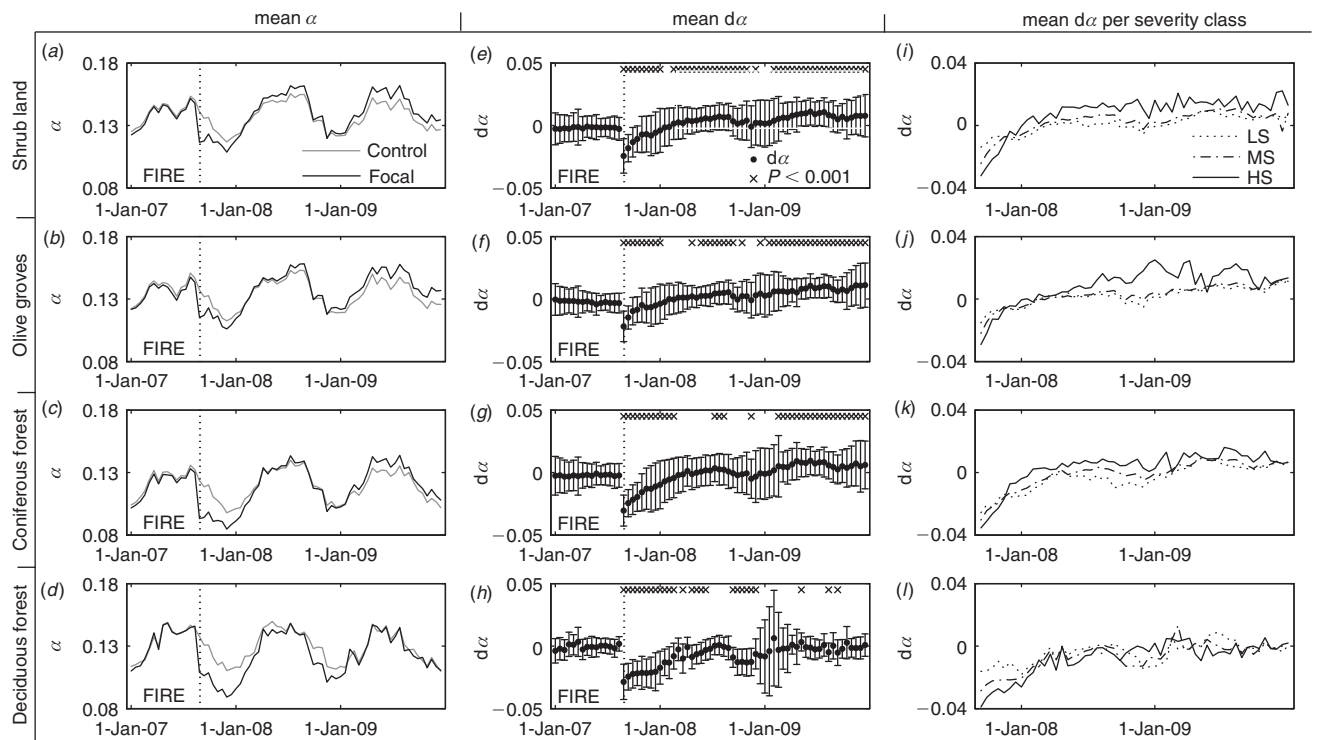 mean α | mean dα | mean dα per severity class
Shrub land
(a)
0.18
0.13
0.08
α
FIRE
Control
Focal
1-Jan-07 1-Jan-08 1-Jan-09
(e)
0.05
0
−0.05
dα
FIRE
dα
P < 0.001
1-Jan-07 1-Jan-08 1-Jan-09
(i)
0.04
0
−0.04
dα
LS
MS
HS
1-Jan-08 1-Jan-09
Olive groves
(b)
0.18
0.13
0.08
α
FIRE
1-Jan-07 1-Jan-08 1-Jan-09
(f)
0.05
0
−0.05
dα
FIRE
1-Jan-07 1-Jan-08 1-Jan-09
(j)
0.04
0
−0.04
dα
1-Jan-08 1-Jan-09
Coniferous forest
(c)
0.18
0.13
0.08
α
FIRE
1-Jan-07 1-Jan-08 1-Jan-09
(g)
0.05
0
−0.05
dα
FIRE
1-Jan-07 1-Jan-08 1-Jan-09
(k)
0.04
0
−0.04
dα
1-Jan-08 1-Jan-09
Deciduous forest
(d)
0.18
0.13
0.08
α
FIRE
1-Jan-07 1-Jan-08 1-Jan-09
(h)
0.05
0
−0.05
dα
FIRE
1-Jan-07 1-Jan-08 1-Jan-09
(l)
0.04
0
−0.04
dα
1-Jan-08 1-Jan-09